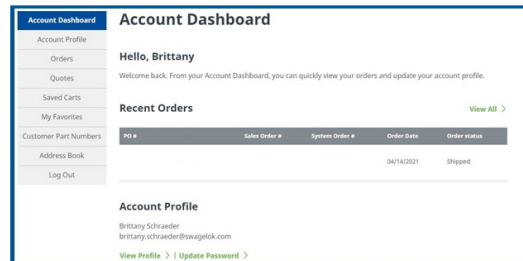 Account Dashboard
Account Profile
Orders
Quotes
Saved Carts
My Favorites
Customer Part Numbers
Address Book
Log Out
Account Dashboard
Hello, Brittany
Welcome back. From your Account Dashboard, you can quickly view your orders and update your account profile.
Recent Orders
View All >
PO # Sales Order # System Order # Order Date Order status
04/14/2021 Shipped
Account Profile
Brittany Schraeder
brittany.schraeder@swagelok.com
View Profile > | Update Password >